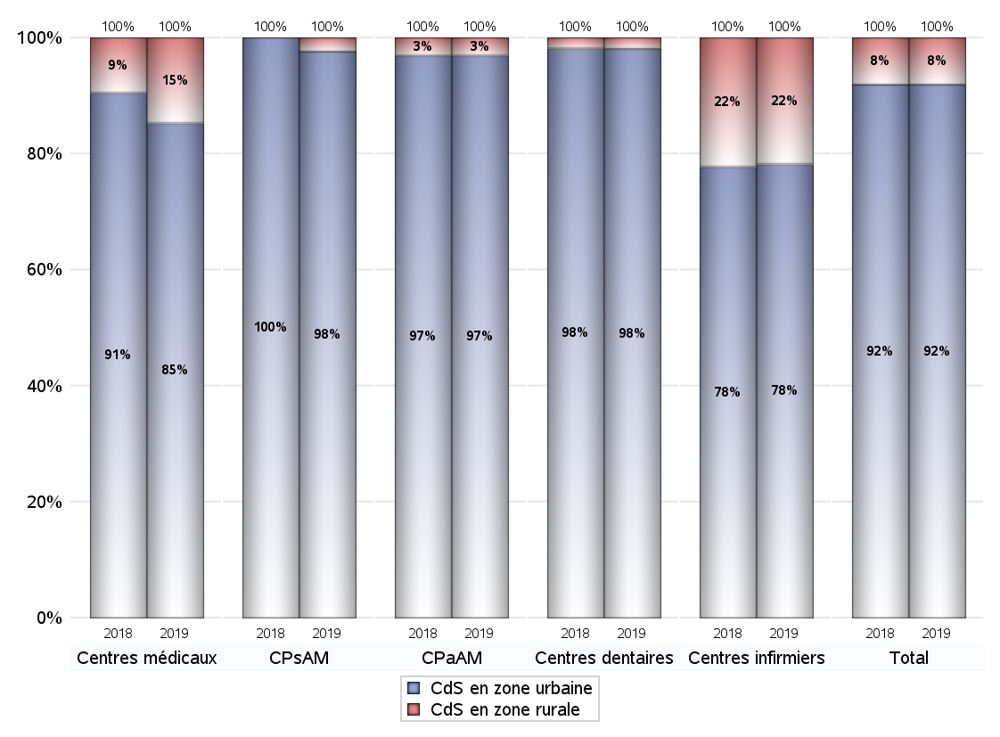 100% 100% 100% 100% 100% 100% 100% 100% 100% 100% 100% 100%
100%
9% 15% 3% 3% 22% 22% 8% 8%
80%
60%
91% 85% 100% 98% 97% 97% 98% 98% 78% 78% 92% 92%
40%
20%
0%
2018 2019 2018 2019 2018 2019 2018 2019 2018 2019 2018 2019
Centres médicaux CPsAM CPaAM Centres dentaires Centres infirmiers Total
CdS en zone urbaine
CdS en zone rurale